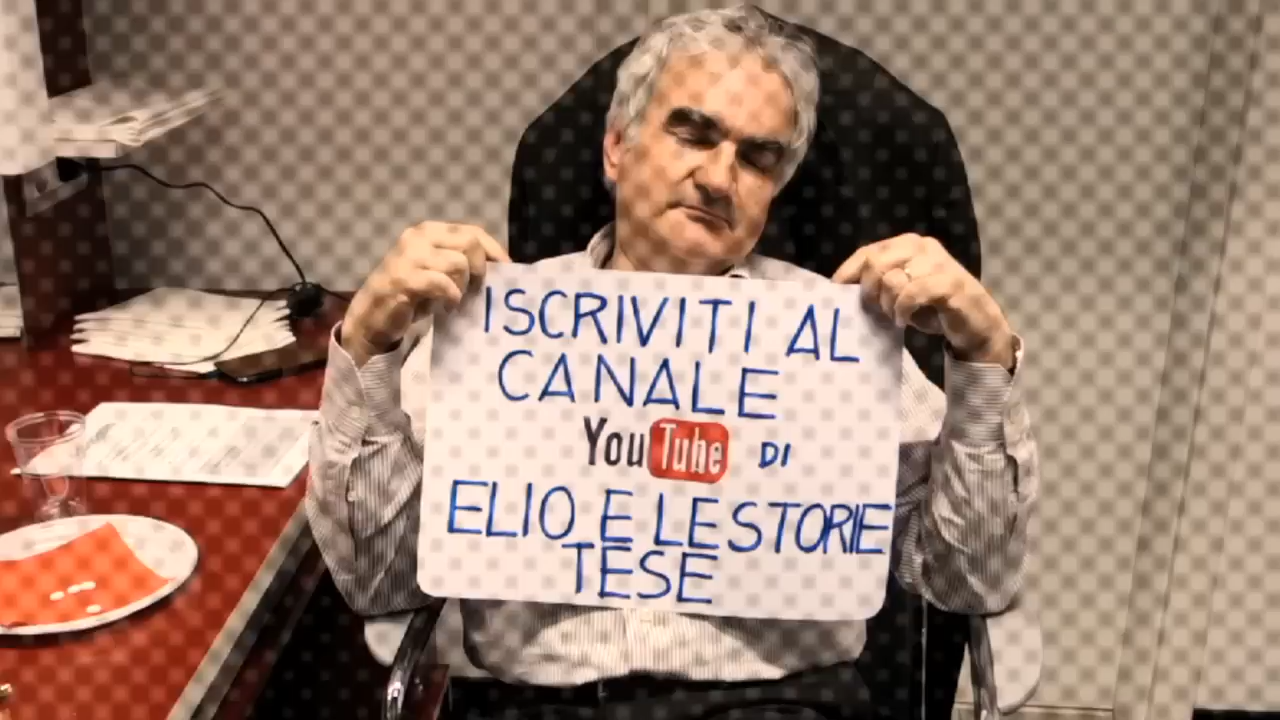 ISCRIVITI AL
CANALE
YouTube DI
ELIO E LE STORIE
TESE